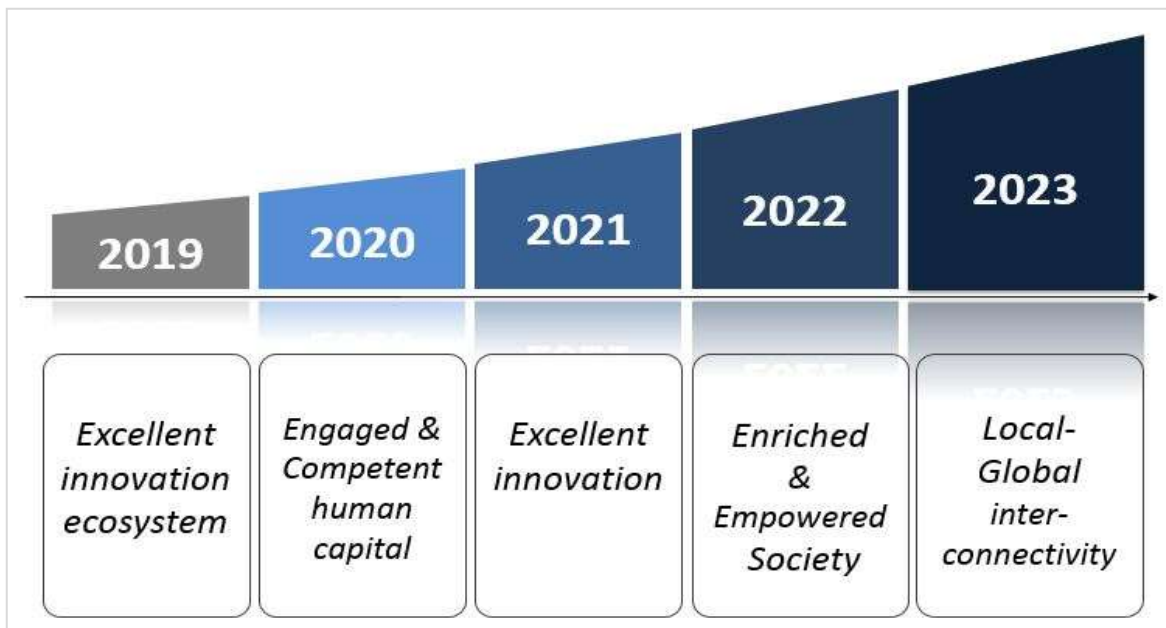 2019
2020
2021
2022
2023
Excellent
innovation
ecosystem
Engaged &
Competent
human
capital
Excellent
innovation
Enriched
&
Empowered
Society
Local-
Global
inter-
connectivity